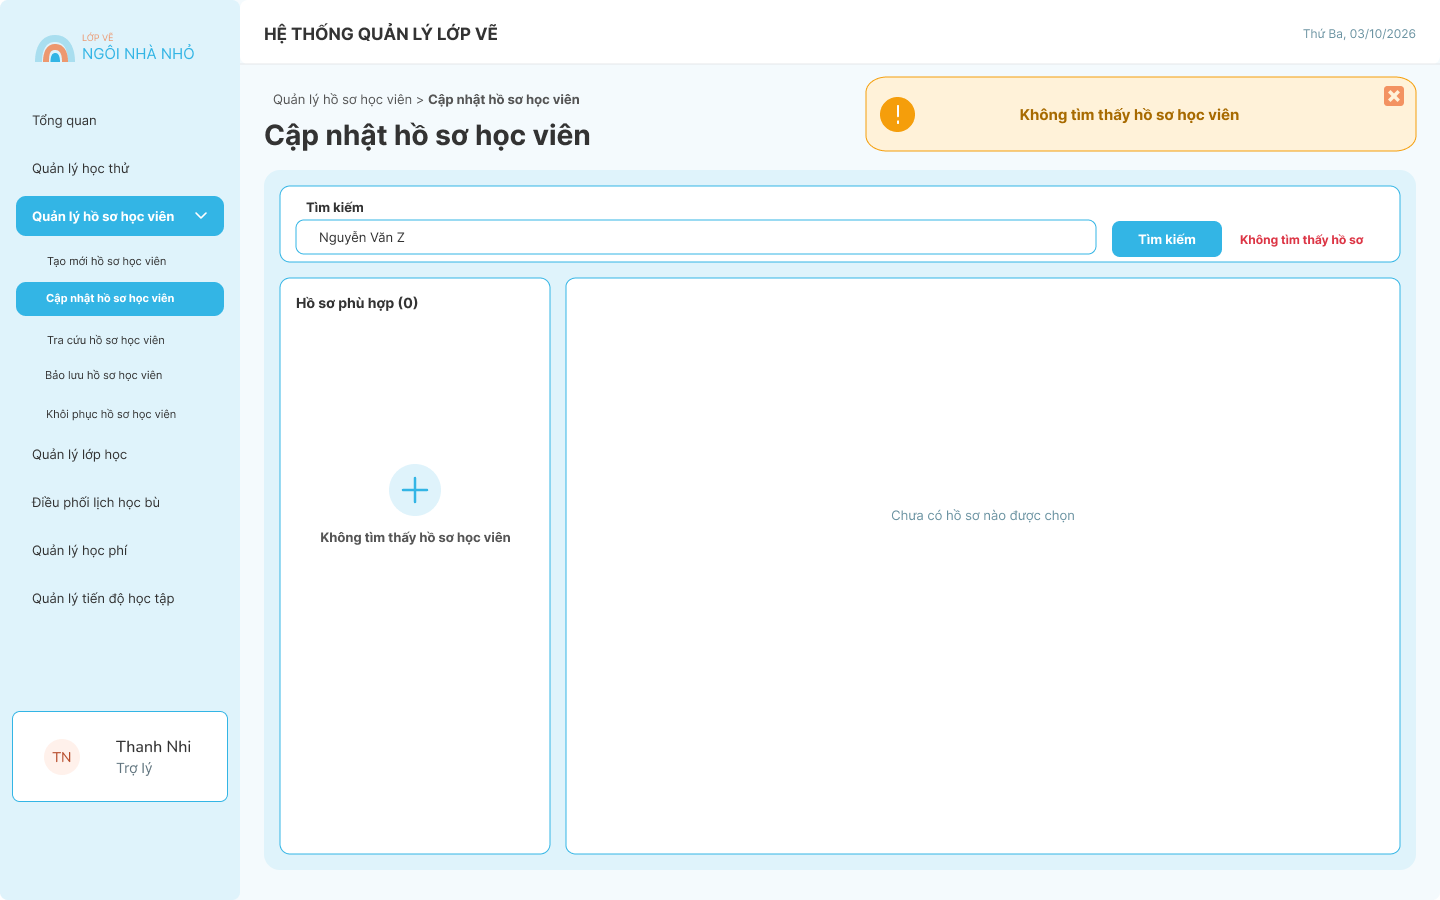 LỚP VẼ
NGÔI NHÀ NHỎ
HỆ THỐNG QUẢN LÝ LỚP VẼ
Thứ Ba, 03/10/2026
Tổng quan
Quản lý học thử
Quản lý hồ sơ học viên
Tạo mới hồ sơ học viên
Cập nhật hồ sơ học viên
Tra cứu hồ sơ học viên
Bảo lưu hồ sơ học viên
Khôi phục hồ sơ học viên
Quản lý lớp học
Điều phối lịch học bù
Quản lý học phí
Quản lý tiến độ học tập
TN
Thanh Nhi
Trợ lý
Quản lý hồ sơ học viên > Cập nhật hồ sơ học viên
Cập nhật hồ sơ học viên
Không tìm thấy hồ sơ học viên
Tìm kiếm
Nguyễn Văn Z
Tìm kiếm
Không tìm thấy hồ sơ
Hồ sơ phù hợp (0)
Không tìm thấy hồ sơ học viên
Chưa có hồ sơ nào được chọn